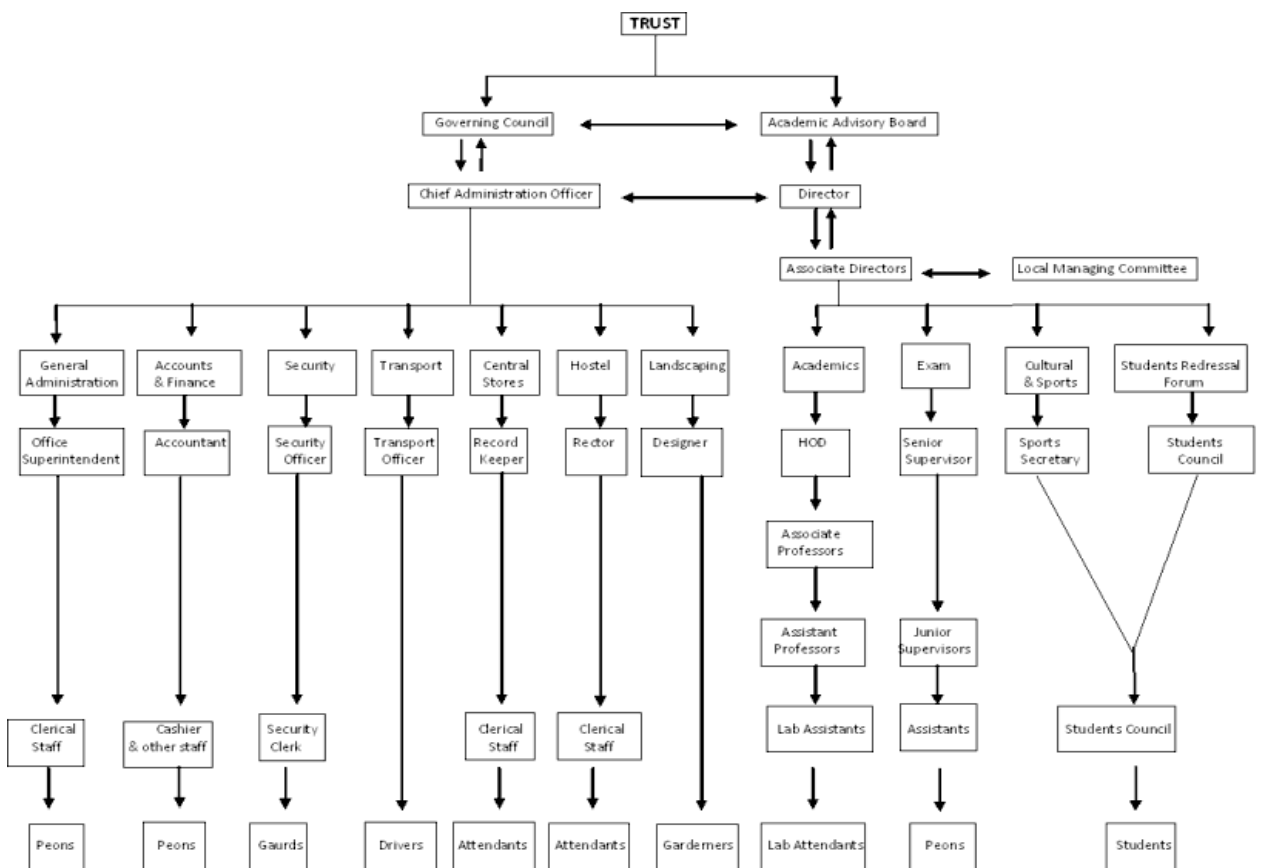 TRUST
Governing Council
Academic Advisory Board
Chief Administration Officer
Director
Associate Directors
Local Managing Committee
General
Administration
Accounts
& Finance
Security
Transport
Central
Stores
Hostel
Landscaping
Academics
Exam
Cultural
& Sports
Students Redressal
Forum
Office
Superintendent
Accountant
Security
Officer
Transport
Officer
Record
Keeper
Rector
Designer
HOD
Senior
Supervisor
Sports
Secretary
Students
Council
Associate
Professors
Assistant
Professors
Junior
Supervisors
Clerical
Staff
Cashier
& other staff
Security
Clerk
Clerical
Staff
Clerical
Staff
Lab Assistants
Assistants
Students Council
Peons
Peons
Gaurds
Drivers
Attendants
Attendants
Garderners
Lab Attendants
Peons
Students